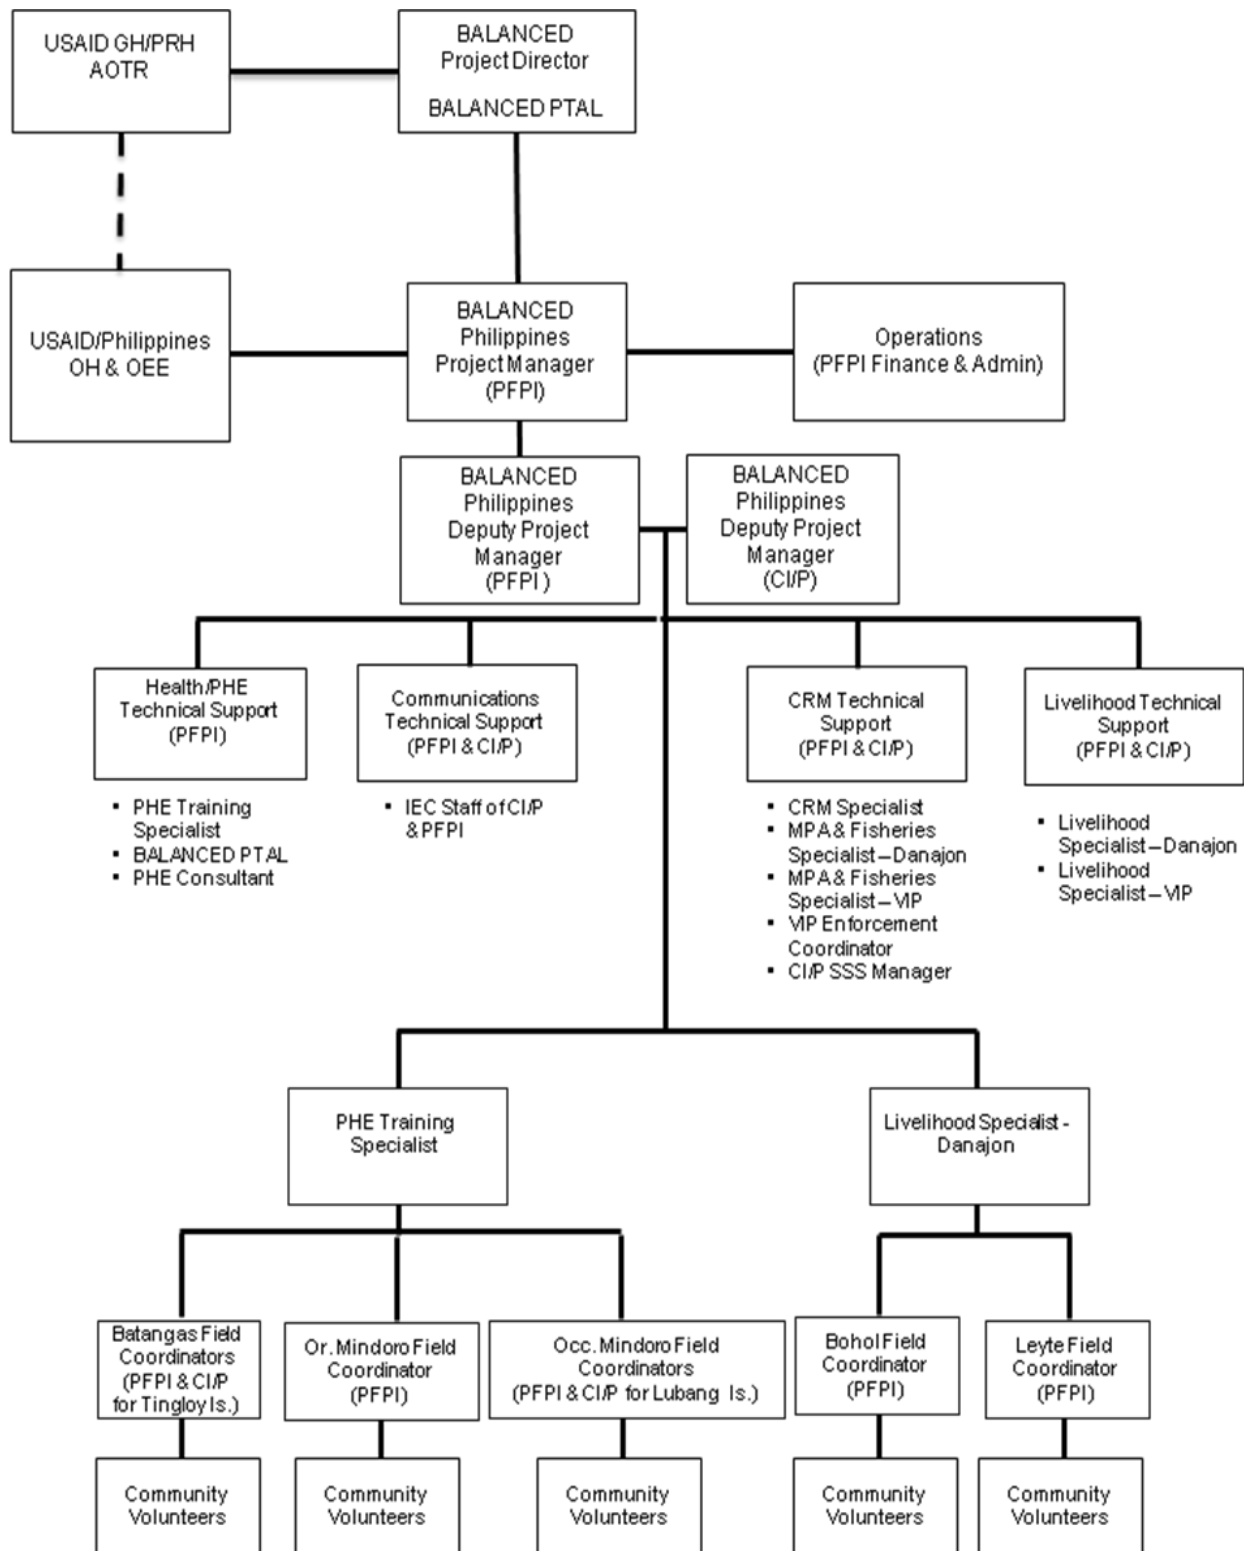 USAID GH/PRH
AOTR
BALANCED
Project Director
BALANCED PTAL
USAID/Philippines
OH & OEE
BALANCED
Philippines
Project Manager
(PFPI)
Operations
(PFPI Finance & Admin)
BALANCED
Philippines
Deputy Project
Manager
(PFPI )
BALANCED
Philippines
Deputy Project
Manager
(CI/P)
Health/PHE
Technical Support
(PFPI)
Communications
Technical Support
(PFPI & CI/P)
CRM Technical
Support
(PFPI & CI/P)
Livelihood Technical
Support
(PFPI & CI/P)
▪ PHE Training
Specialist
▪ BALANCED PTAL
▪ PHE Consultant
▪ IEC Staff of CI/P
& PFPI
▪ CRM Specialist
▪ MPA & Fisheries
Specialist – Danajon
▪ MPA & Fisheries
Specialist – VIP
▪ VIP Enforcement
Coordinator
▪ CI/P SSS Manager
▪ Livelihood
Specialist – Danajon
▪ Livelihood
Specialist – VIP
PHE Training
Specialist
Livelihood Specialist -
Danajon
Batangas Field
Coordinators
(PFPI & CI/P
for Tingloy Is.)
Or. Mindoro Field
Coordinator
(PFPI)
Occ. Mindoro Field
Coordinators
(PFPI & CI/P for Lubang Is.)
Bohol Field
Coordinator
(PFPI)
Leyte Field
Coordinator
(PFPI)
Community
Volunteers
Community
Volunteers
Community
Volunteers
Community
Volunteers
Community
Volunteers